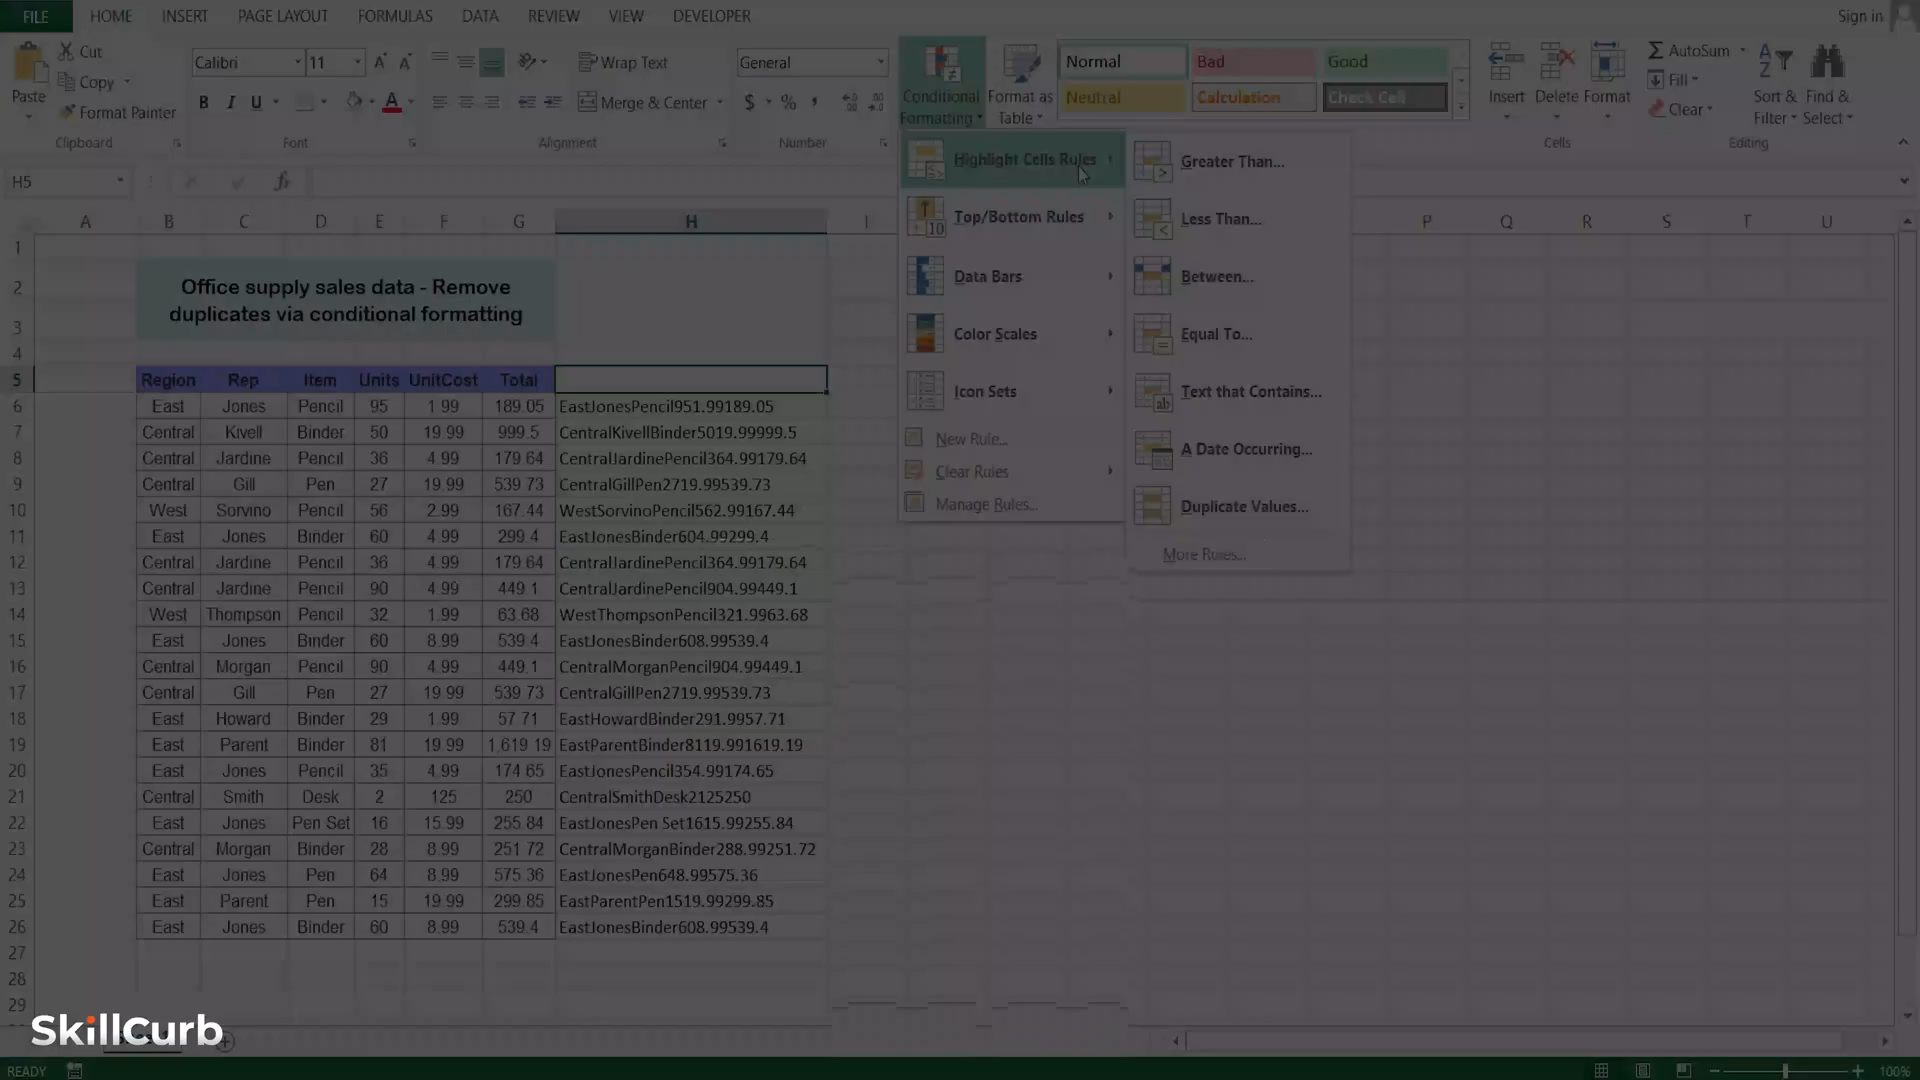 FILE HOME INSERT PAGE LAYOUT FORMULAS DATA REVIEW VIEW DEVELOPER Sign in
Paste
Cut
Copy
Format Painter
Clipboard
Calibri 11
B I U A
Font
Wrap Text
Merge & Center
Alignment
General
$ % ,
Number
Conditional Formatting
Format as Table
Normal Bad Good
Neutral Calculation Check Cell
Insert Delete Format
Cells
AutoSum
Fill
Clear
Sort & Filter
Find & Select
Editing
H5 fx
Highlight Cells Rules
Top/Bottom Rules
10
Data Bars
Color Scales
Icon Sets
New Rule...
Clear Rules
Manage Rules...
Greater Than...
Less Than...
Between...
Equal To...
Text that Contains...
ab
A Date Occurring...
Duplicate Values...
More Rules...
A B C D E F G H I P Q R S T U
1
2
3
Office supply sales data - Remove
duplicates via conditional formatting
4
5 Region Rep Item Units UnitCost Total
6 East Jones Pencil 95 1.99 189.05 EastJonesPencil951.99189.05
7 Central Kivell Binder 50 19.99 999.5 CentralKivellBinder5019.99999.5
8 Central Jardine Pencil 36 4.99 179.64 CentralJardinePencil364.99179.64
9 Central Gill Pen 27 19.99 539.73 CentralGillPen2719.99539.73
10 West Sorvino Pencil 56 2.99 167.44 WestSorvinoPencil562.99167.44
11 East Jones Binder 60 4.99 299.4 EastJonesBinder604.99299.4
12 Central Jardine Pencil 36 4.99 179.64 CentralJardinePencil364.99179.64
13 Central Jardine Pencil 90 4.99 449.1 CentralJardinePencil904.99449.1
14 West Thompson Pencil 32 1.99 63.68 WestThompsonPencil321.9963.68
15 East Jones Binder 60 8.99 539.4 EastJonesBinder608.99539.4
16 Central Morgan Pencil 90 4.99 449.1 CentralMorganPencil904.99449.1
17 Central Gill Pen 27 19.99 539.73 CentralGillPen2719.99539.73
18 East Howard Binder 29 1.99 57.71 EastHowardBinder291.9957.71
19 East Parent Binder 81 19.99 1,619.19 EastParentBinder8119.991619.19
20 East Jones Pencil 35 4.99 174.65 EastJonesPencil354.99174.65
21 Central Smith Desk 2 125 250 CentralSmithDesk2125250
22 East Jones Pen Set 16 15.99 255.84 EastJonesPen Set1615.99255.84
23 Central Morgan Binder 28 8.99 251.72 CentralMorganBinder288.99251.72
24 East Jones Pen 64 8.99 575.36 EastJonesPen648.99575.36
25 East Parent Pen 15 19.99 299.85 EastParentPen1519.99299.85
26 East Jones Binder 60 8.99 539.4 EastJonesBinder608.99539.4
27
28
29
SkillCurb
READY 100%